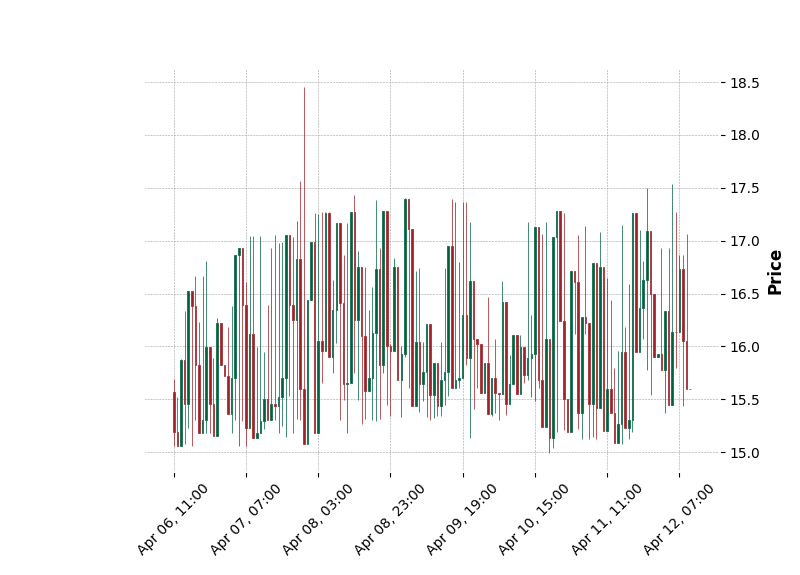 18.5
18.0
17.5
17.0
16.5
16.0
15.5
15.0
Price
Apr 06, 11:00
Apr 07, 07:00
Apr 08, 03:00
Apr 08, 23:00
Apr 09, 19:00
Apr 10, 15:00
Apr 11, 11:00
Apr 12, 07:00